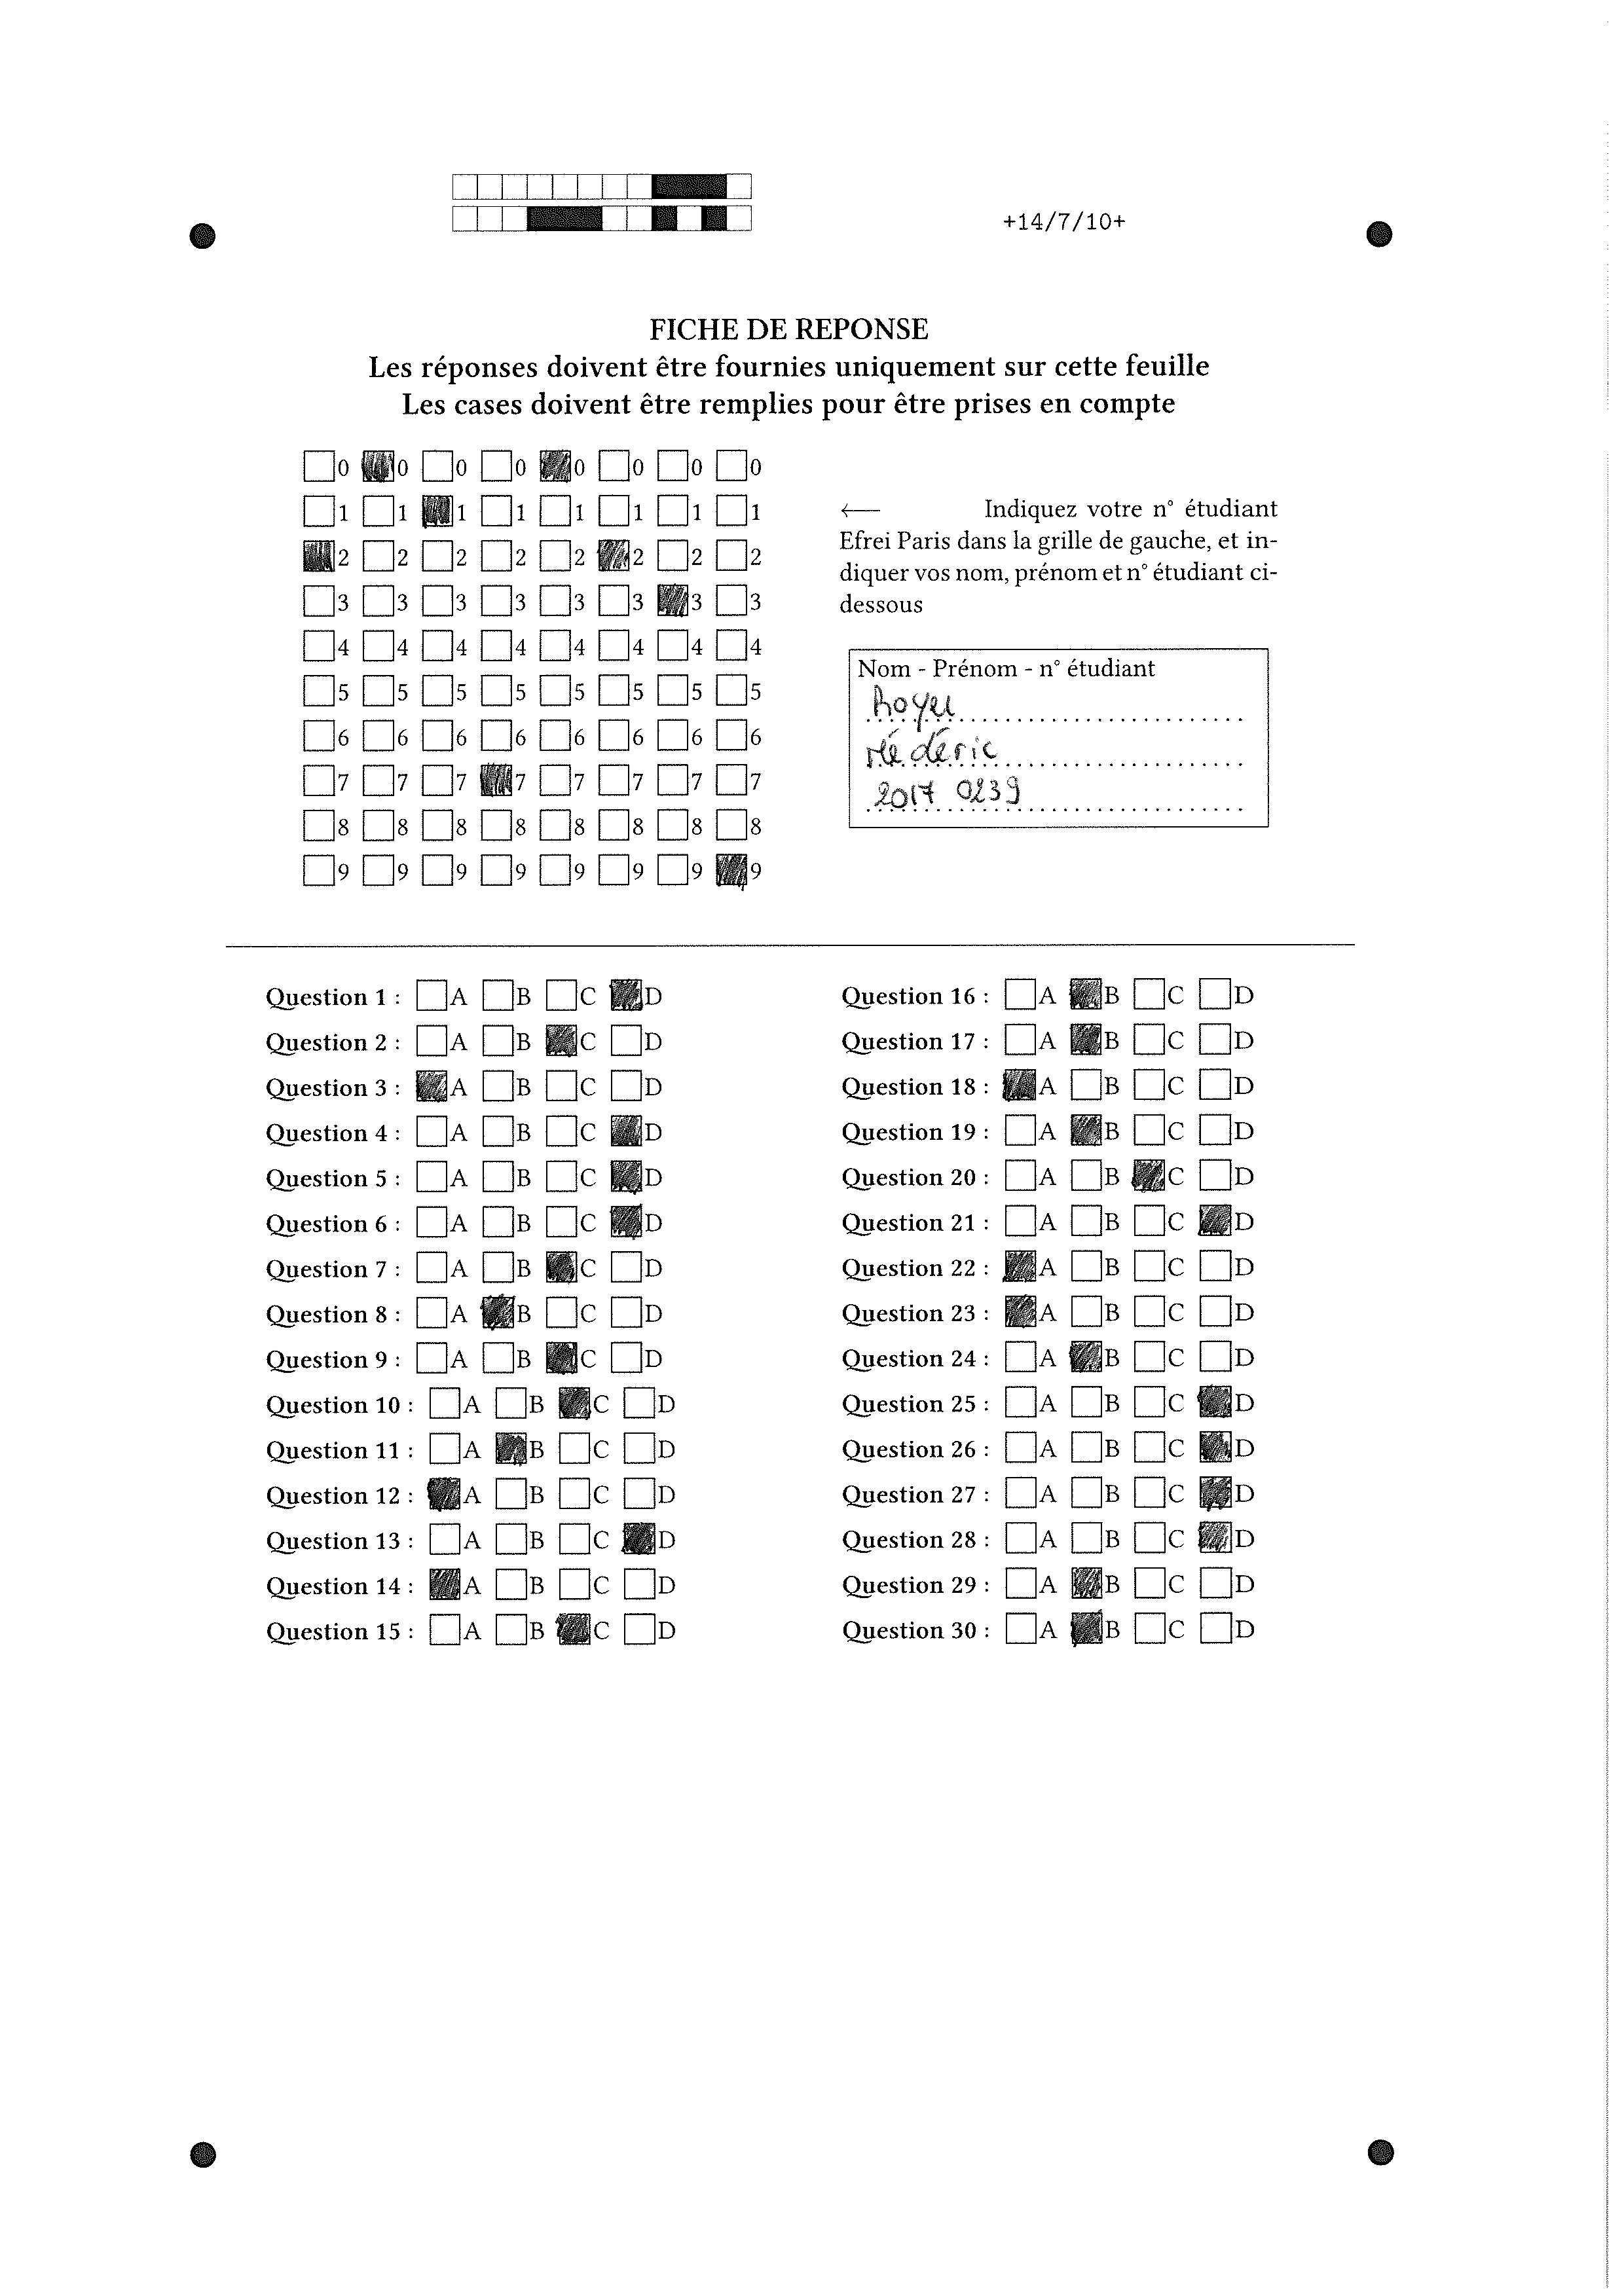 +14/7/10+
FICHE DE REPONSE
Les réponses doivent être fournies uniquement sur cette feuille
Les cases doivent être remplies pour être prises en compte
0 0 0 0 0 0 0 0
1 1 1 1 1 1 1 1
2 2 2 2 2 2 2 2
3 3 3 3 3 3 3 3
4 4 4 4 4 4 4 4
5 5 5 5 5 5 5 5
6 6 6 6 6 6 6 6
7 7 7 7 7 7 7 7
8 8 8 8 8 8 8 8
9 9 9 9 9 9 9 9
← Indiquez votre n° étudiant
Efrei Paris dans la grille de gauche, et in-
diquer vos nom, prénom et n° étudiant ci-
dessous
Nom - Prénom - n° étudiant
Royer
Médéric
2017 0239
Question 1 : A B C D
Question 2 : A B C D
Question 3 : A B C D
Question 4 : A B C D
Question 5 : A B C D
Question 6 : A B C D
Question 7 : A B C D
Question 8 : A B C D
Question 9 : A B C D
Question 10 : A B C D
Question 11 : A B C D
Question 12 : A B C D
Question 13 : A B C D
Question 14 : A B C D
Question 15 : A B C D
Question 16 : A B C D
Question 17 : A B C D
Question 18 : A B C D
Question 19 : A B C D
Question 20 : A B C D
Question 21 : A B C D
Question 22 : A B C D
Question 23 : A B C D
Question 24 : A B C D
Question 25 : A B C D
Question 26 : A B C D
Question 27 : A B C D
Question 28 : A B C D
Question 29 : A B C D
Question 30 : A B C D